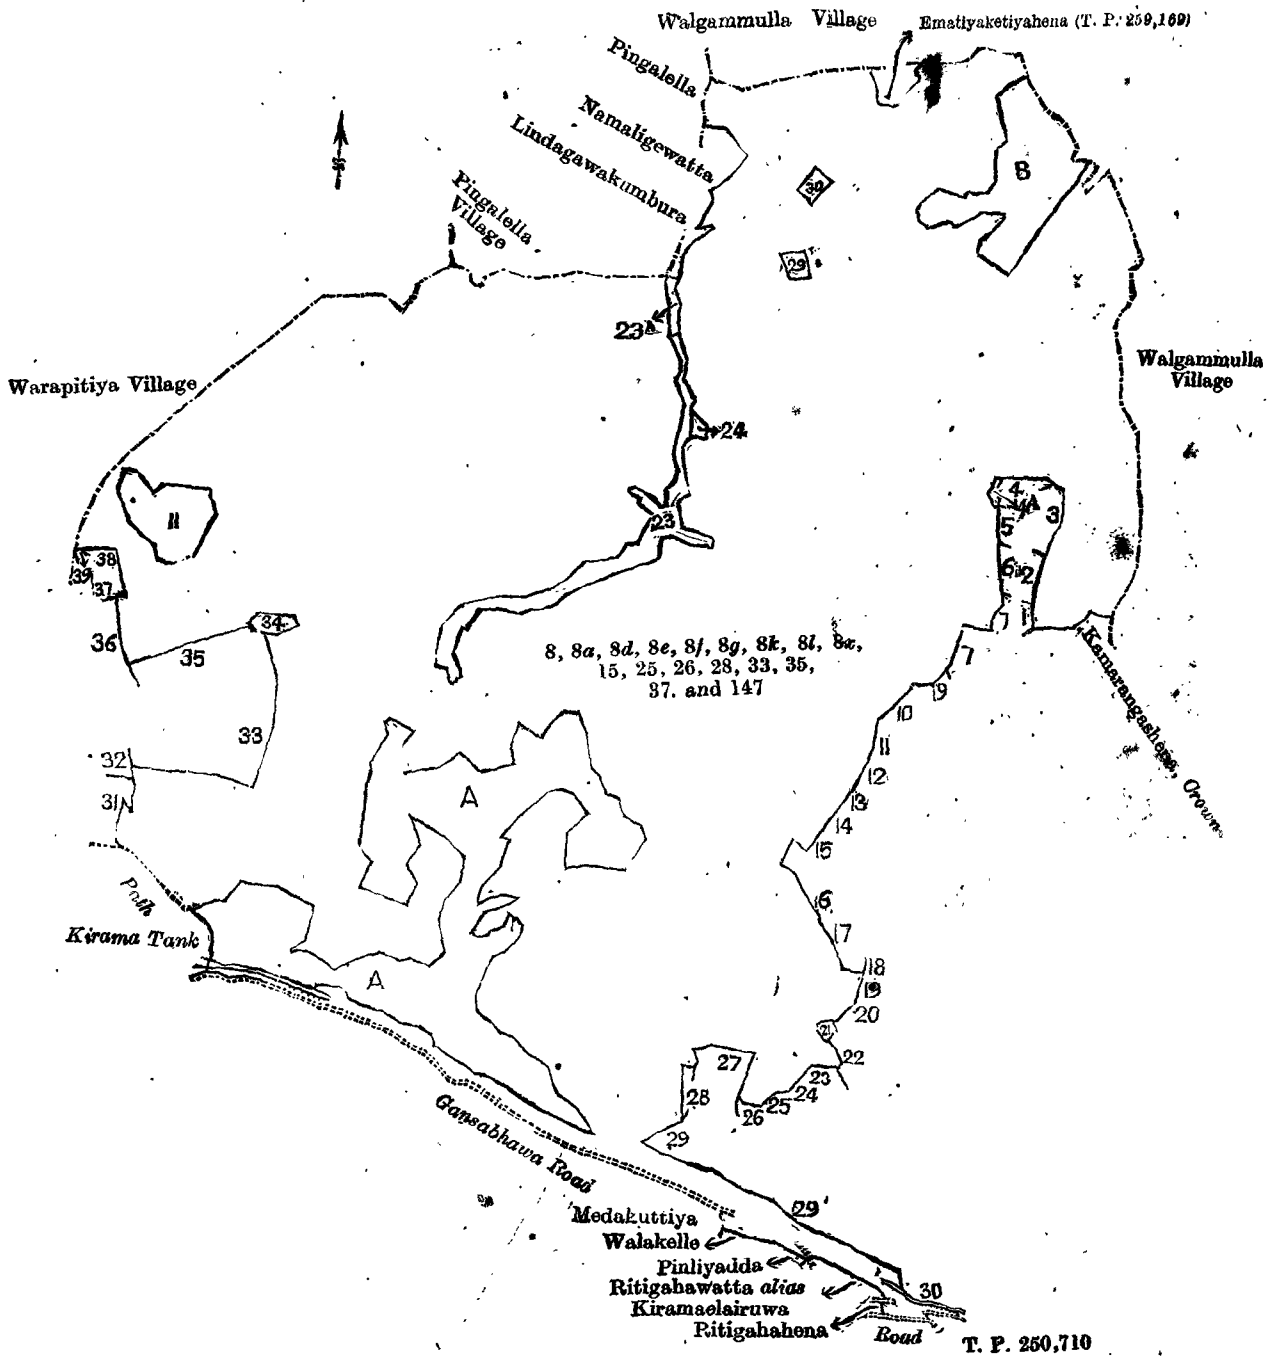 Walgammulla Village
Ematiyaketiyahena (T. P. 259,169)
Pingalella
Namaligewatta
Lindagawakumbura
Pingalella
Village
B
30
29
23A
Warapitiya Village
Walgammulla
Village
24
4
4A
3
5
11
23
38
39
37
6
2
1
34
36
35
7
Kamarangashena, Crown
8, 8a, 8d, 8e, 8f, 8g, 8k, 8l, 8x,
15, 25, 26, 28, 33, 35,
37. and 147
9
10
33
11
32
12
A
31
13
14
15
Path
16
17
Kirama Tank
18
A
19
20
21
22
27
23
28
24
25
26
Gansabhawa Road
29
29
Medakuttiya
Walakelle
Pinliyadda
Ritigahawatta alias
Kiramaelairuwa
30
Ritigahahena
Road
T. P. 250,710